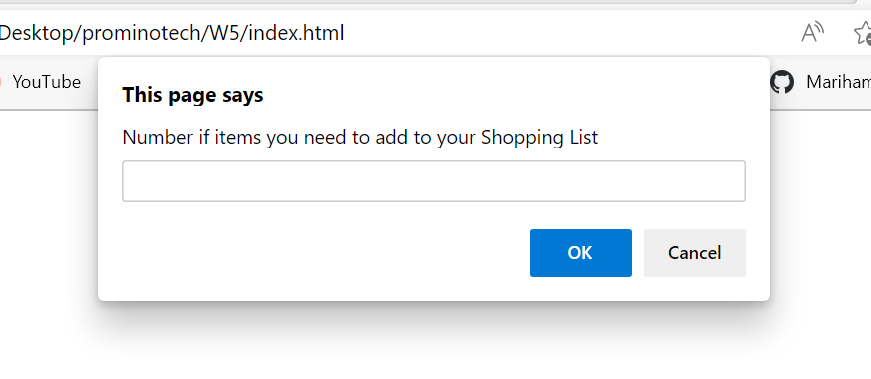 Desktop/prominotech/W5/index.html
YouTube
Mariham
This page says
Number if items you need to add to your Shopping List
OK
Cancel